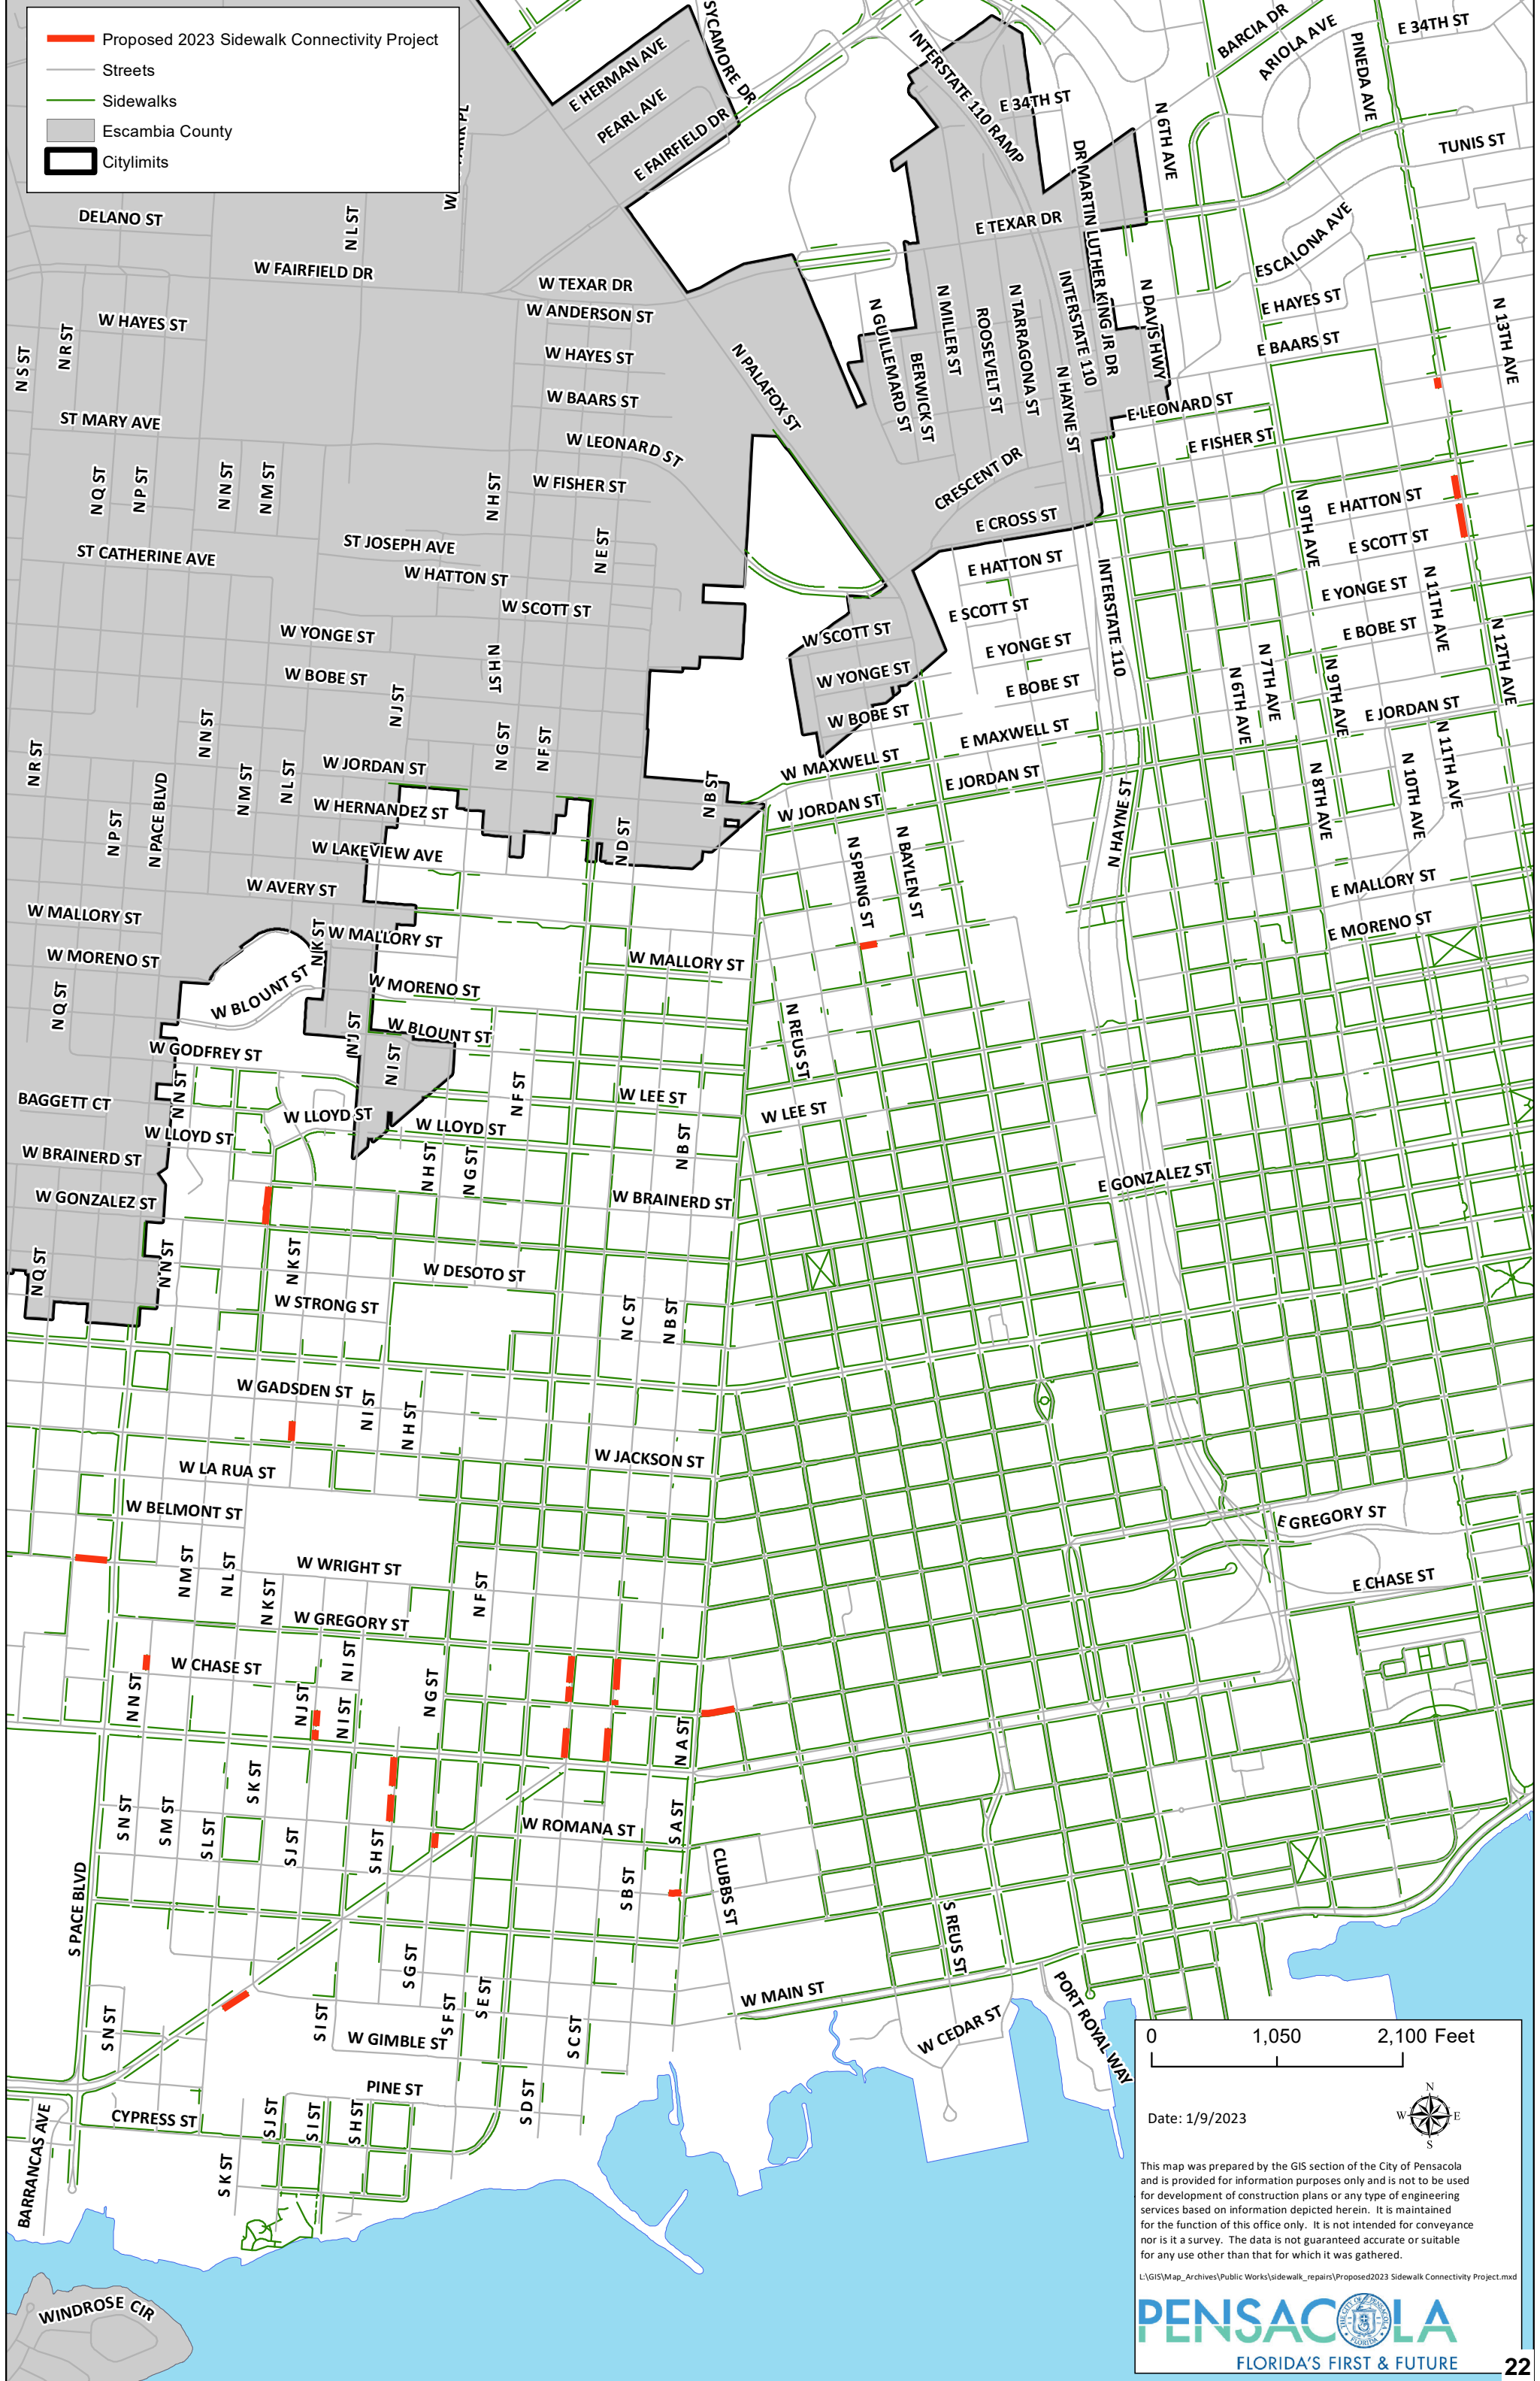 Proposed 2023 Sidewalk Connectivity Project
Streets
Sidewalks
Escambia County
Citylimits
SYCAMORE DR
E HERMAN AVE
PEARL AVE
E FAIRFIELD DR
INTERSTATE 110 RAMP
E 34TH ST
BARCIA DR
ARIOLA AVE
PINEDA AVE
E 34TH ST
N 6TH AVE
TUNIS ST
DR MARTIN LUTHER KING JR DR
DELANO ST
N L ST
W FAIRFIELD DR
W TEXAR DR
E TEXAR DR
ESCALONA AVE
W ANDERSON ST
W HAYES ST
W HAYES ST
E HAYES ST
E BAARS ST
N 13TH AVE
N S ST
N R ST
N PALAFOX ST
N GUILLEMARD ST
BERWICK ST
N MILLER ST
ROOSEVELT ST
N TARRAGONA ST
INTERSTATE 110
N HAYNE ST
N DAVIS HWY
W BAARS ST
ST MARY AVE
W LEONARD ST
E LEONARD ST
E FISHER ST
N Q ST
N P ST
N N ST
N M ST
N H ST
W FISHER ST
CRESCENT DR
E CROSS ST
N 9TH AVE
E HATTON ST
E SCOTT ST
ST JOSEPH AVE
N E ST
ST CATHERINE AVE
W HATTON ST
E HATTON ST
INTERSTATE 110
W SCOTT ST
E SCOTT ST
E YONGE ST
N 11TH AVE
N 12TH AVE
W YONGE ST
W SCOTT ST
E YONGE ST
E BOBE ST
W BOBE ST
N H ST
W YONGE ST
E BOBE ST
N 6TH AVE
N 7TH AVE
N 9TH AVE
N J ST
W BOBE ST
E JORDAN ST
N R ST
N N ST
N G ST
N F ST
E MAXWELL ST
W MAXWELL ST
N 11TH AVE
N 10TH AVE
N 8TH AVE
W JORDAN ST
N M ST
N L ST
N B ST
E JORDAN ST
W JORDAN ST
N P ST
N PACE BLVD
W HERNANDEZ ST
N D ST
N HAYNE ST
W LAKEVIEW AVE
N SPRING ST
N BAYLEN ST
W AVERY ST
E MALLORY ST
W MALLORY ST
E MORENO ST
N K ST
W MALLORY ST
W MORENO ST
W MALLORY ST
W BLOUNT ST
W MORENO ST
N Q ST
N J ST
W BLOUNT ST
N REUS ST
W GODFREY ST
N I ST
BAGGETT CT
N N ST
N F ST
W LEE ST
W LEE ST
W LLOYD ST
W LLOYD ST
W LLOYD ST
N B ST
W BRAINERD ST
N H ST
N G ST
E GONZALEZ ST
W GONZALEZ ST
W BRAINERD ST
N Q ST
N N ST
N K ST
W DESOTO ST
W STRONG ST
N C ST
N B ST
W GADSDEN ST
N I ST
N H ST
W JACKSON ST
W LA RUA ST
W BELMONT ST
E GREGORY ST
N M ST
N L ST
N K ST
W WRIGHT ST
N F ST
E CHASE ST
W GREGORY ST
W CHASE ST
N I ST
N N ST
N J ST
N I ST
N G ST
N A ST
S K ST
S N ST
S M ST
S L ST
S J ST
S H ST
W ROMANA ST
S A ST
S PACE BLVD
S B ST
CLUBBS ST
S REUS ST
S G ST
S N ST
S I ST
S F ST
S E ST
S C ST
W MAIN ST
W CEDAR ST
PORT ROYAL WAY
W GIMBLE ST
PINE ST
CYPRESS ST
BARRANCAS AVE
S J ST
S I ST
S H ST
S D ST
S K ST
WINDROSE CIR
0 1,050 2,100 Feet
Date: 1/9/2023
N
W E
S
This map was prepared by the GIS section of the City of Pensacola
and is provided for information purposes only and is not to be used
for development of construction plans or any type of engineering
services based on information depicted herein. It is maintained
for the function of this office only. It is not intended for conveyance
nor is it a survey. The data is not guaranteed accurate or suitable
for any use other than that for which it was gathered.
L:\GIS\Map_Archives\Public Works\sidewalk_repairs\Proposed2023 Sidewalk Connectivity Project.mxd
PENSACOLA
FLORIDA'S FIRST & FUTURE
22